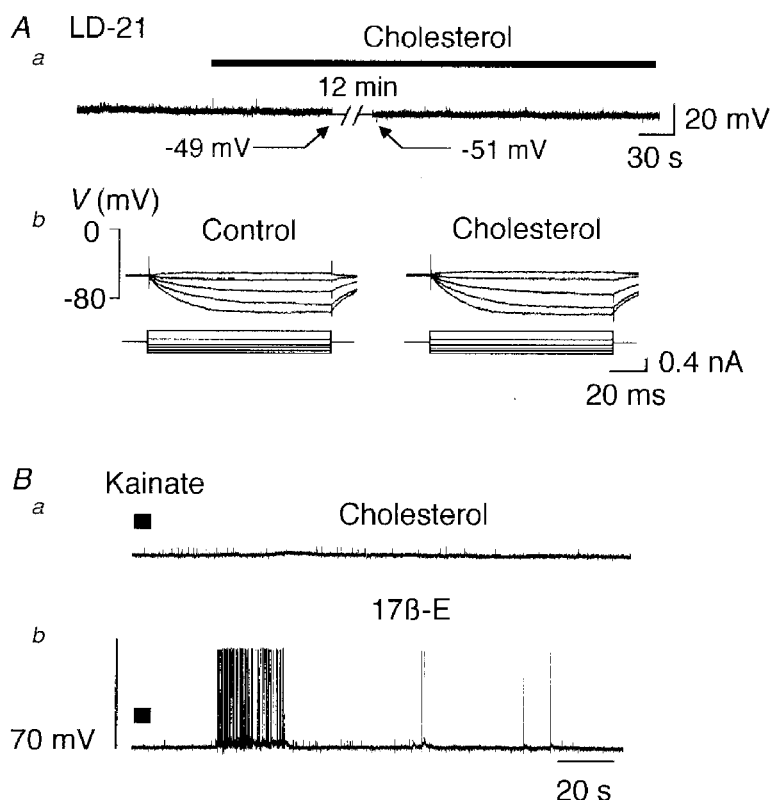 A LD-21
a Cholesterol
12 min
-49 mV -51 mV 20 mV
30 s
b V (mV)
0 Control Cholesterol
-80
0.4 nA
20 ms
B Kainate
a Cholesterol
17ß-E
b
70 mV
20 s